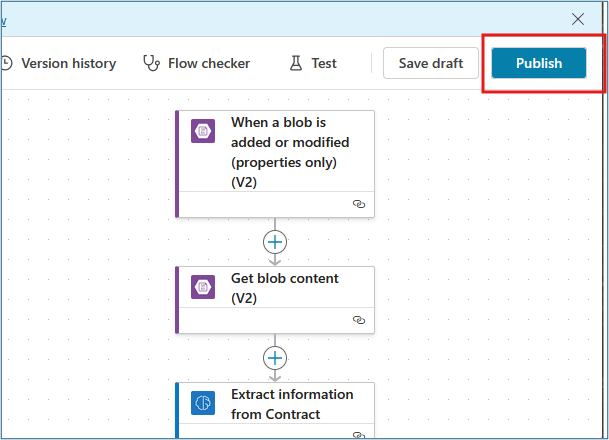 w
Version history Flow checker Test Save draft Publish
When a blob is
added or modified
(properties only)
(V2)
Get blob content
(V2)
Extract information
from Contract